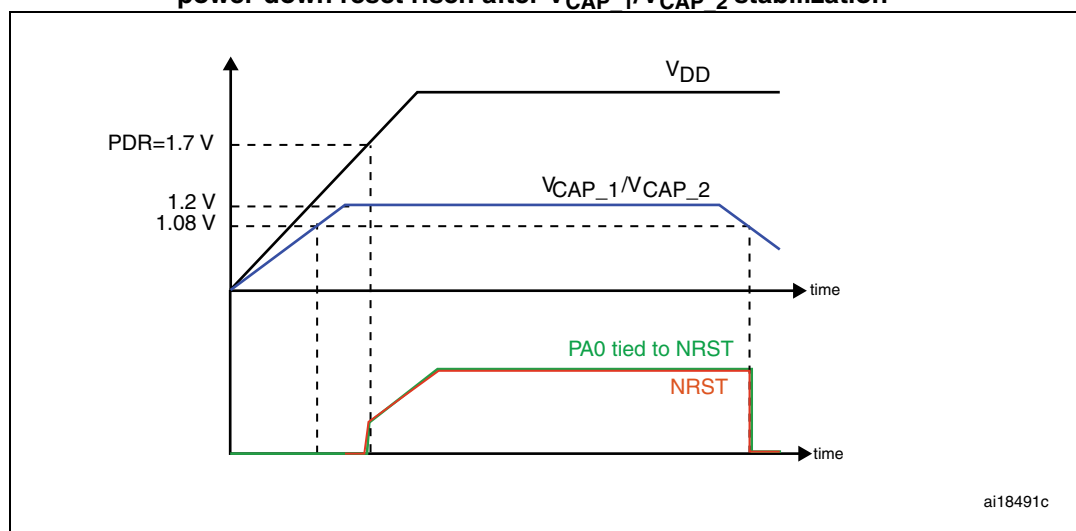 power-down reset risen after VCAP_1/VCAP_2 stabilization
VDD
PDR=1.7 V
VCAP_1/VCAP_2
1.2 V
1.08 V
time
PA0 tied to NRST
NRST
time
ai18491c